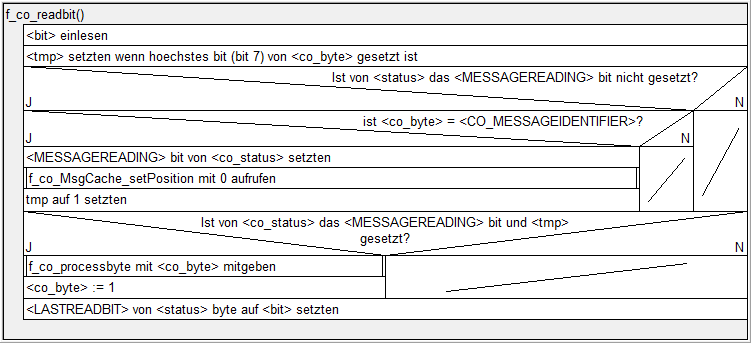 f_co_readbit()
<bit> einlesen
<tmp> setzten wenn hoechstes bit (bit 7) von <co_byte> gesetzt ist
Ist von <status> das <MESSAGEREADING> bit nicht gesetzt?
J N
ist <co_byte> = <CO_MESSAGEIDENTIFIER>?
J N
<MESSAGEREADING> bit von <co_status> setzten
f_co_MsgCache_setPosition mit 0 aufrufen
tmp auf 1 setzten
Ist von <co_status> das <MESSAGEREADING> bit und <tmp>
gesetzt?
J N
f_co_processbyte mit <co_byte> mitgeben
<co_byte> := 1
<LASTREADBIT> von <status> byte auf <bit> setzten